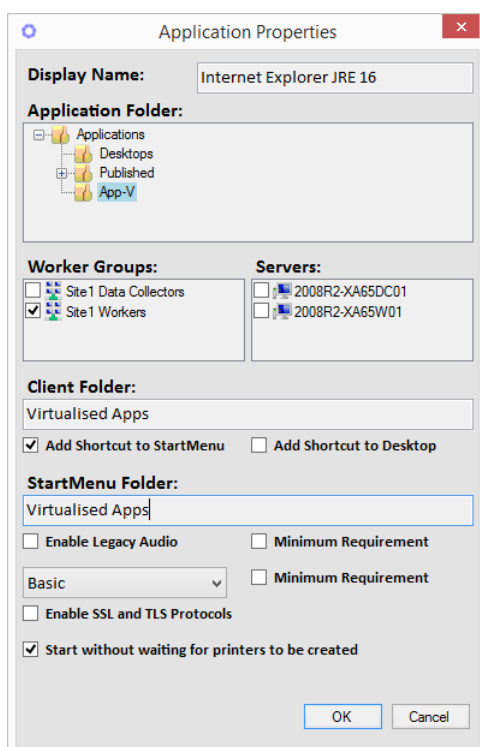 Application Properties
Display Name: Internet Explorer JRE 16
Application Folder:
Applications
Desktops
Published
App-V
Worker Groups: Servers:
Site1 Data Collectors 2008R2-XA65DC01
Site1 Workers 2008R2-XA65W01
Client Folder:
Virtualised Apps
Add Shortcut to StartMenu Add Shortcut to Desktop
StartMenu Folder:
Virtualised Apps
Enable Legacy Audio Minimum Requirement
Basic Minimum Requirement
Enable SSL and TLS Protocols
Start without waiting for printers to be created
OK Cancel